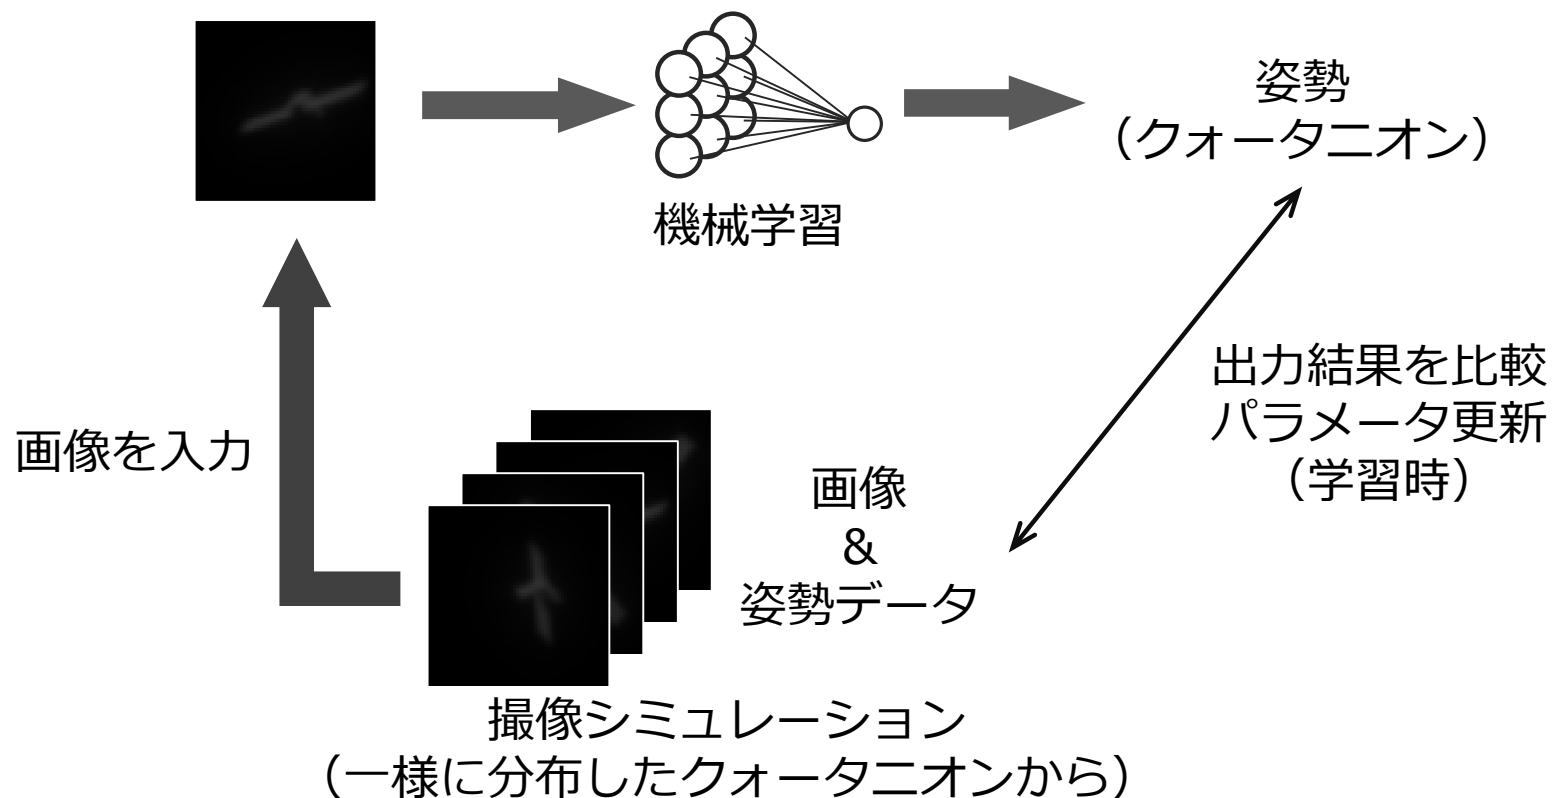 姿勢
（クォータニオン）
機械学習
出力結果を比較
パラメータ更新
（学習時）
画像を入力
画像
&
姿勢データ
撮像シミュレーション
（一様に分布したクォータニオンから）